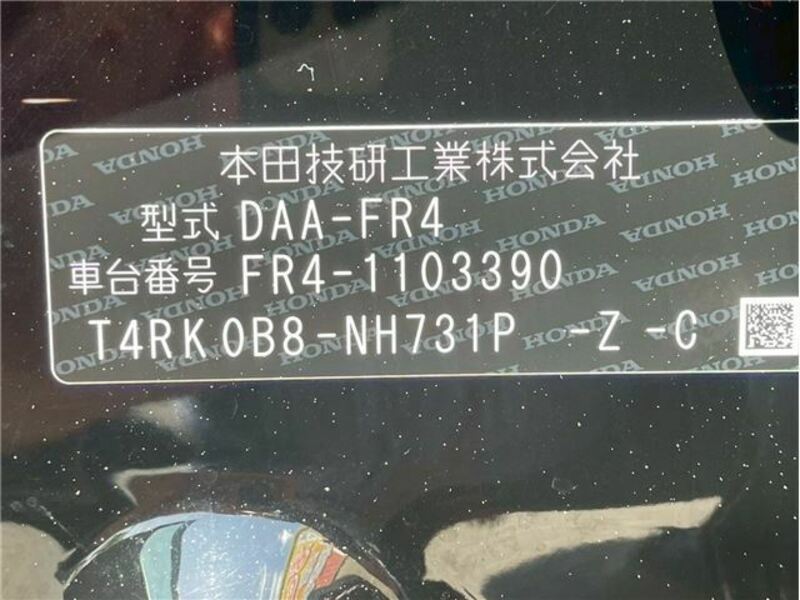 本田技研工業株式会社
型式 DAA-FR4
車台番号 FR4-1103390
T4RK0B8-NH731P -Z -C